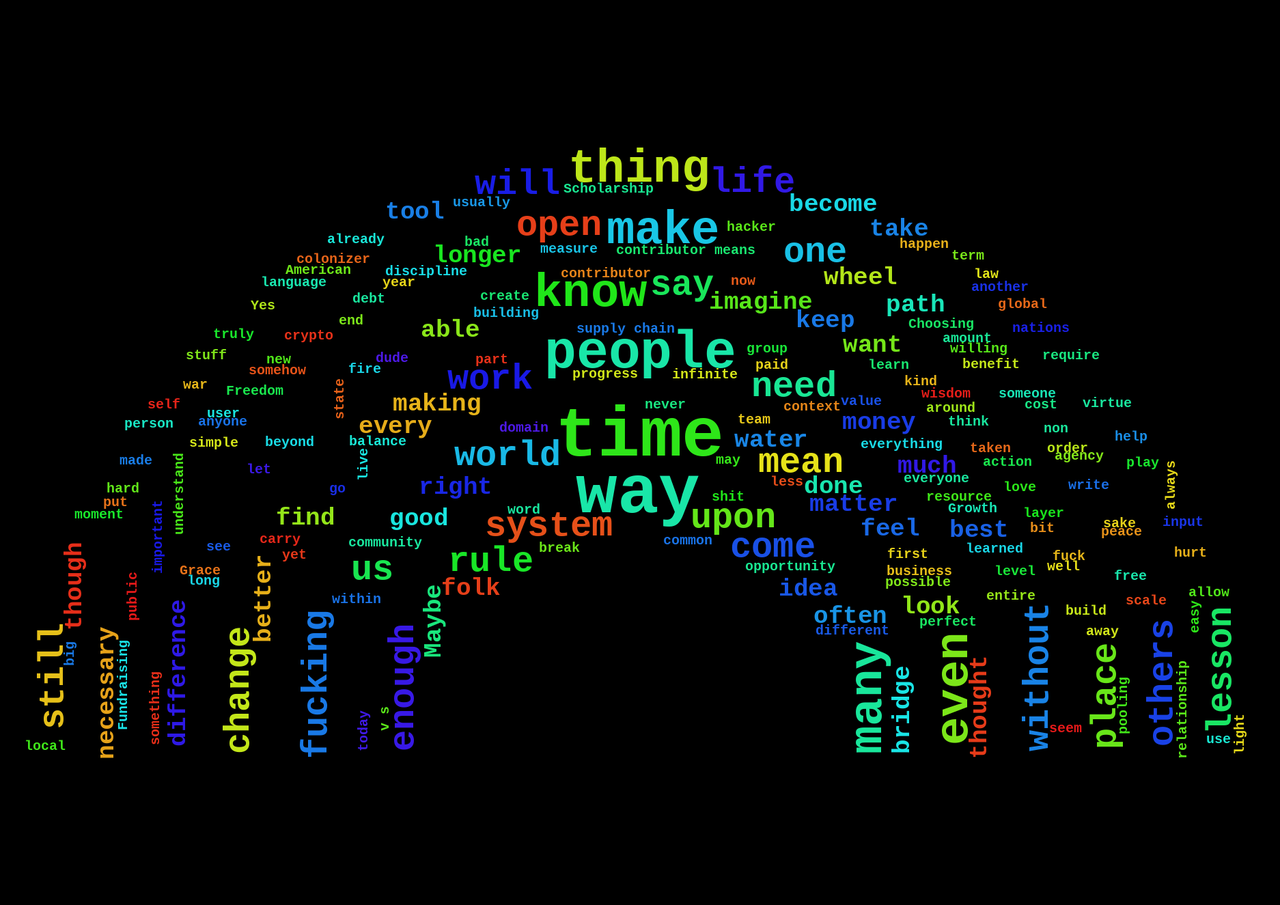 thing
will
life
Scholarship
tool
usually
become
open
make
hacker
take
already
bad
longer
measure
contributor means
one
happen
term
colonizer
American
language
discipline
year
contributor
know
say
now
wheel
law
another
imagine
Yes
debt
create
building
path
global
keep
end
able
supply chain
Choosing
nations
truly
crypto
people
group
want
amount
willing
require
stuff
new
somehow
dude
fire
part
work
progress
infinite
paid
need
learn
benefit
kind
war
Freedom
state
making
never
context
value
wisdom
around
someone
cost
virtue
self
user
anyone
person
every
domain
time
team
money
think
non
help
simple
beyond
balance
live
world
water
everything
taken
order
agency
made
let
may
mean
much
action
play
understand
hard
put
moment
go
right
way
less
done
everyone
resource
love
write
always
important
find
good
word
system
shit
upon
matter
Growth
layer
input
see
carry
yet
community
break
common
come
feel
best
bit
sake
peace
though
Grace
long
better
us
rule
opportunity
first
learned
fuck
well
hurt
public
within
folk
Maybe
idea
business
possible
level
free
entire
still
big
necessary
Fundraising
something
difference
change
fucking
today
v s
enough
often
different
look
perfect
build
scale
allow
easy
away
many
bridge
even
thought
without
seem
place
pooling
others
relationship
lesson
use
light
local